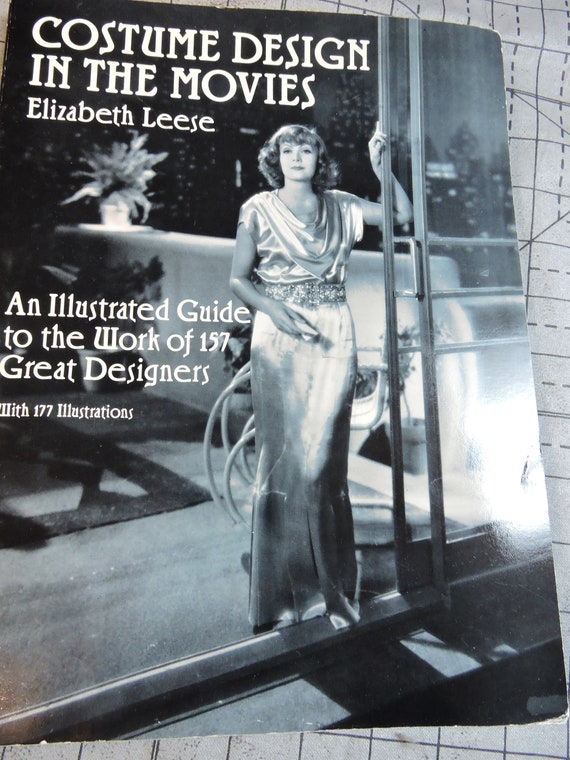 COSTUME DESIGN
IN THE MOVIES
Elizabeth Leese
An Illustrated Guide
to the Work of 157
Great Designers
With 177 Illustrations